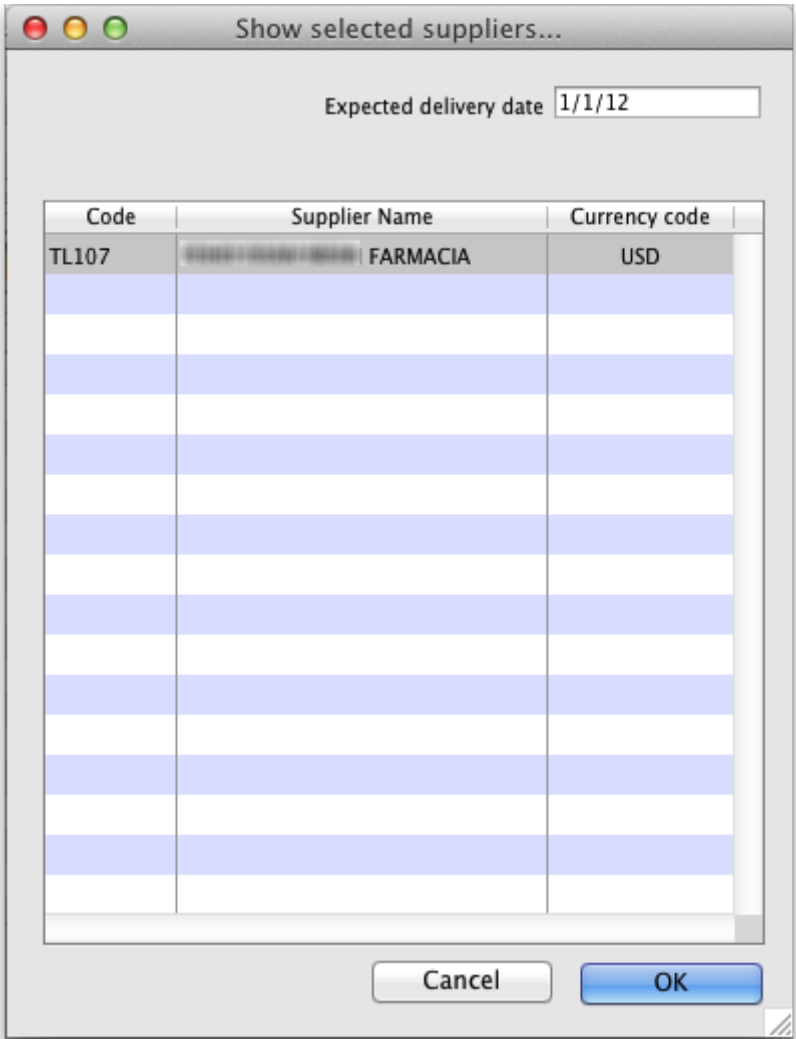 Show selected suppliers...
Expected delivery date 1/1/12
Code Supplier Name Currency code
TL107 FARMACIA USD
Cancel OK